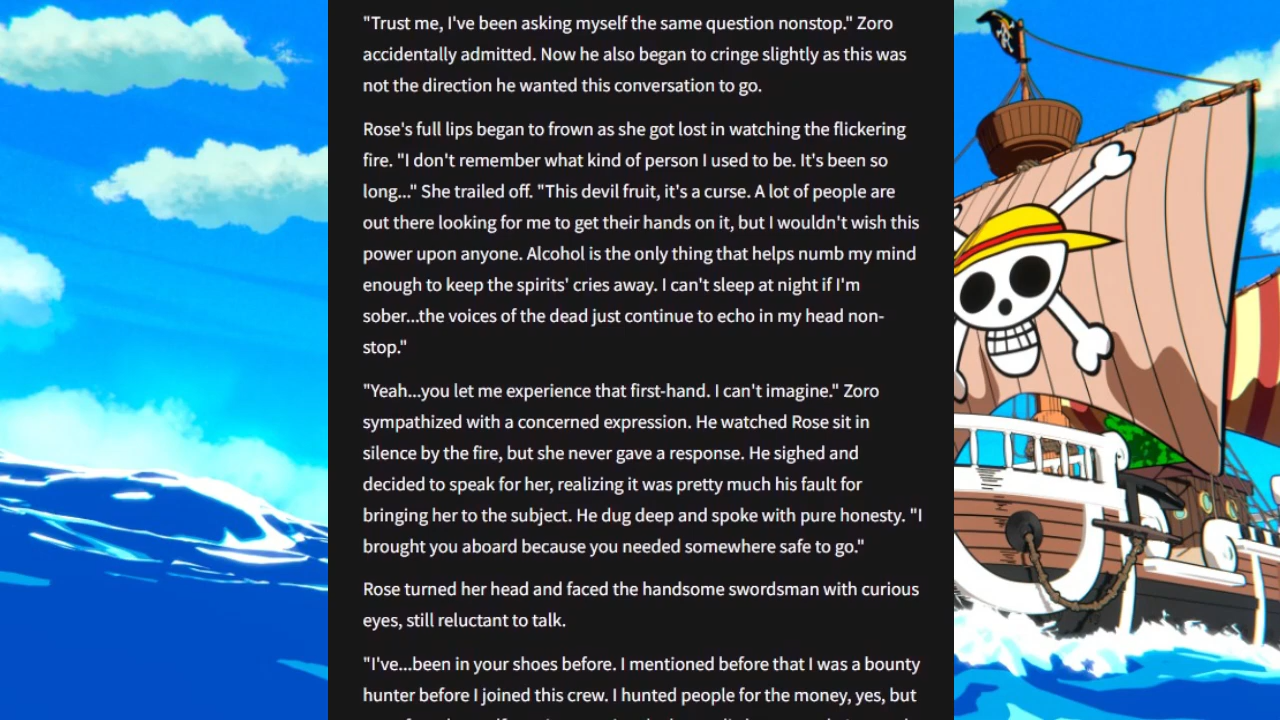 "Trust me, I've been asking myself the same question nonstop." Zoro
accidentally admitted. Now he also began to cringe slightly as this was
not the direction he wanted this conversation to go.
Rose's full lips began to frown as she got lost in watching the flickering
fire. "I don't remember what kind of person I used to be. It's been so
long..." She trailed off. "This devil fruit, it's a curse. A lot of people are
out there looking for me to get their hands on it, but I wouldn't wish this
power upon anyone. Alcohol is the only thing that helps numb my mind
enough to keep the spirits' cries away. I can't sleep at night if I'm
sober...the voices of the dead just continue to echo in my head non-
stop."
"Yeah...you let me experience that first-hand. I can't imagine." Zoro
sympathized with a concerned expression. He watched Rose sit in
silence by the fire, but she never gave a response. He sighed and
decided to speak for her, realizing it was pretty much his fault for
bringing her to the subject. He dug deep and spoke with pure honesty. "I
brought you aboard because you needed somewhere safe to go."
Rose turned her head and faced the handsome swordsman with curious
eyes, still reluctant to talk.
"I've...been in your shoes before. I mentioned before that I was a bounty
hunter before I joined this crew. I hunted people for the money, yes, but